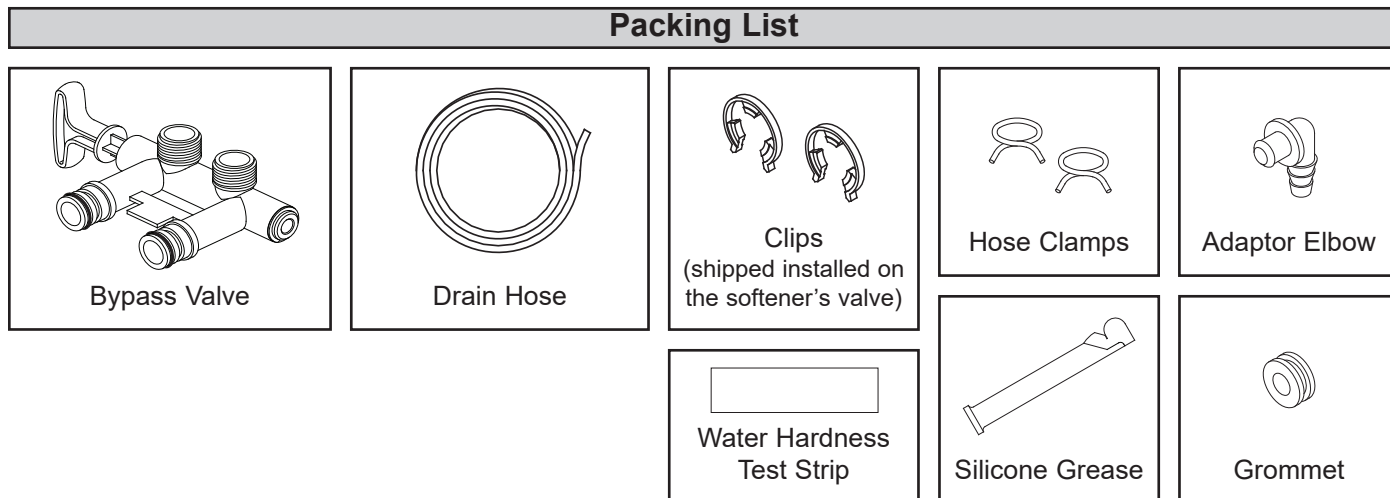 Packing List
Bypass Valve
Drain Hose
Clips
(shipped installed on
the softener’s valve)
Hose Clamps
Adaptor Elbow
Water Hardness
Test Strip
Silicone Grease
Grommet